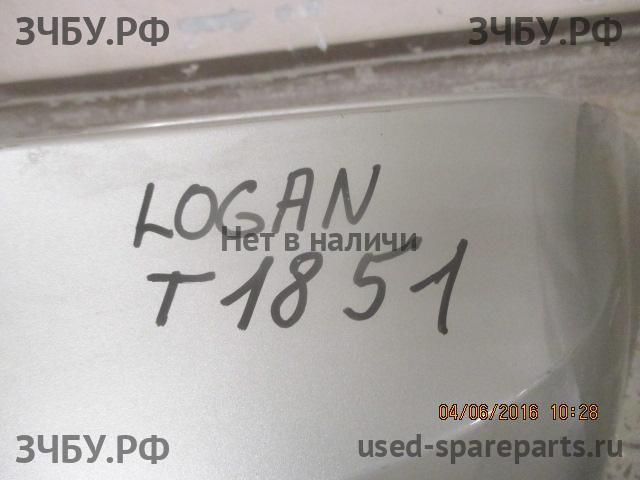 ЗЧБУ.РФ ЗЧБУ.РФ
LOGAN
Нет в наличи
T1851
04/06/2016 10:28
ЗЧБУ.РФ used-spareparts.ru